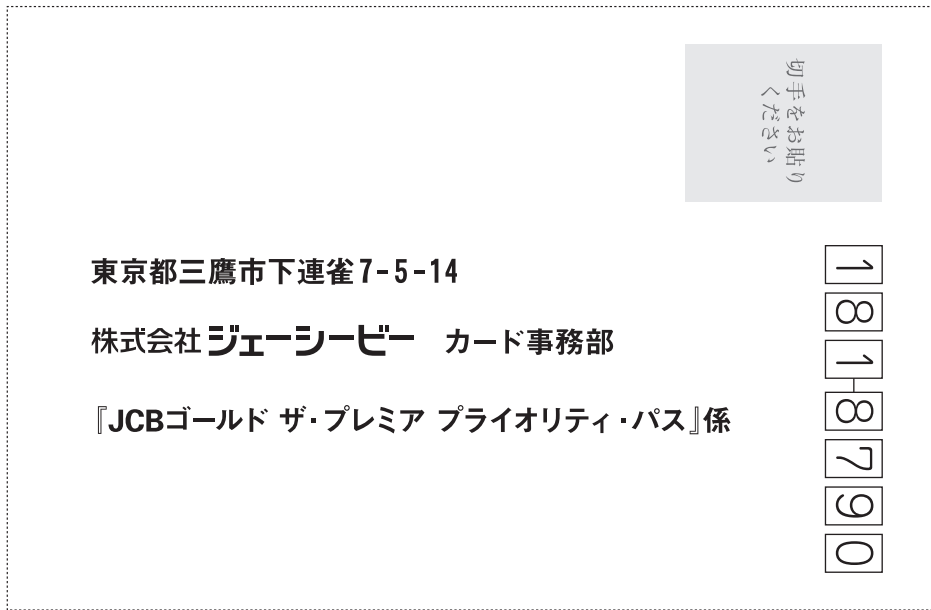 切手をお貼り
ください
東京都三鷹市下連雀7-5-14
株式会社 ジェーシービー カード事務部
『JCBゴールド ザ・プレミア プライオリティ・パス』係
181-8790